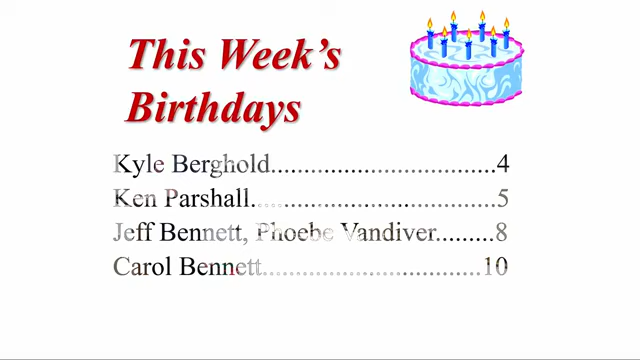 This Week's
Birthdays
Kyle Berghold..................................4
Ken Parshall.....................................5
Jeff Bennett, Phoebe Vandiver.........8
Carol Bennett.................................10